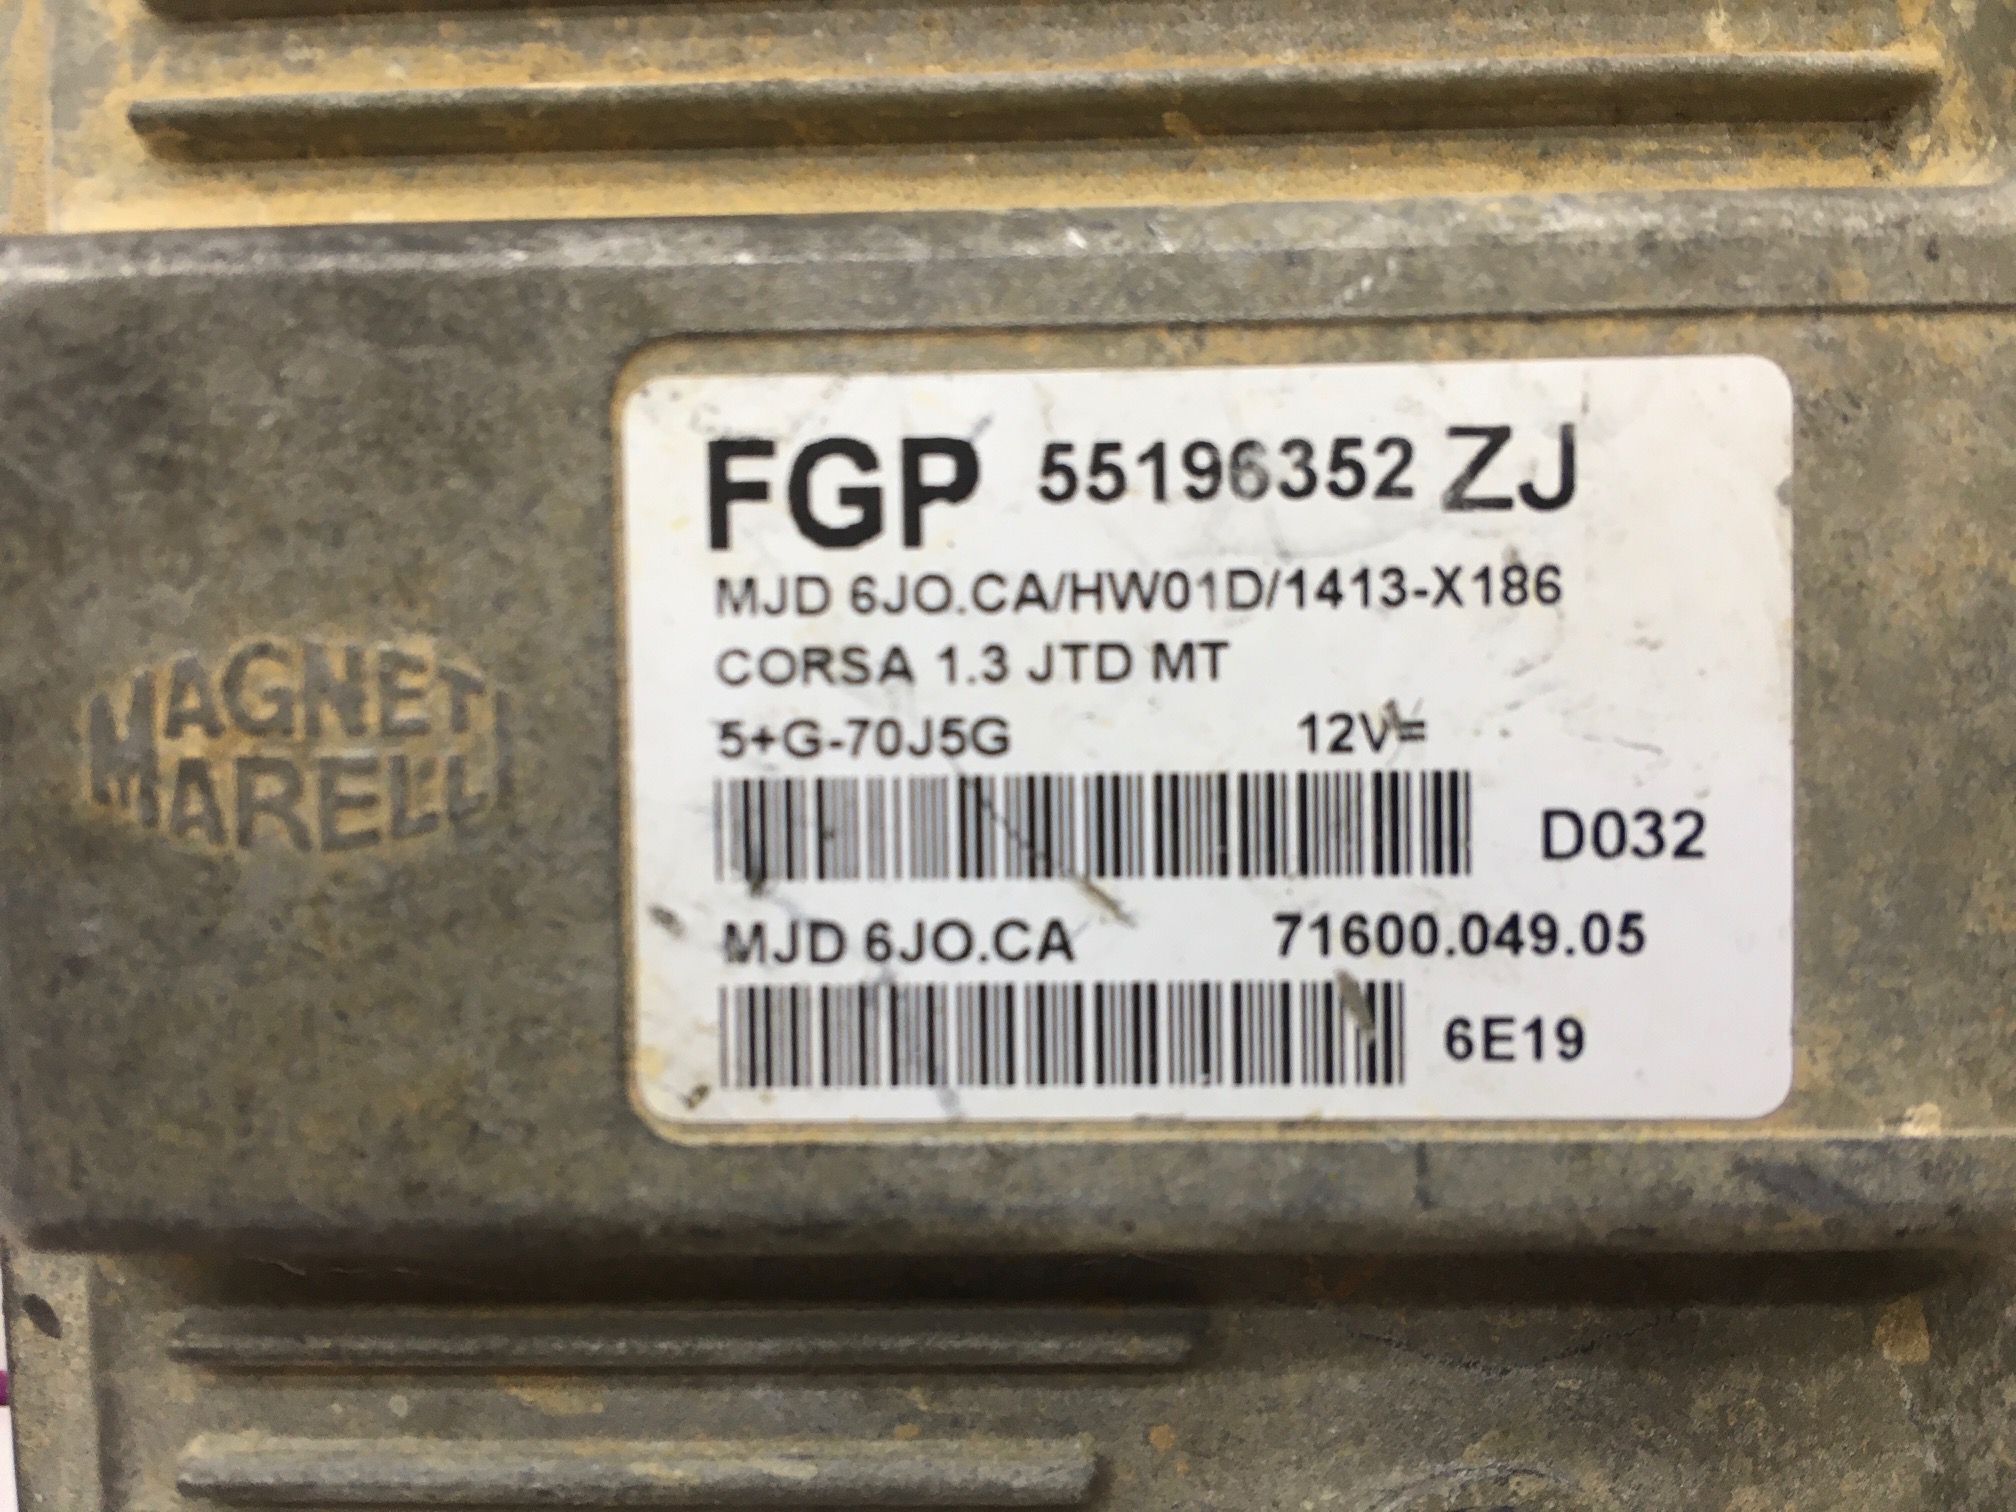 MAGNETI
MARELLI
FGP 55196352 ZJ
MJD 6JO.CA/HW01D/1413-X186
CORSA 1.3 JTD MT
5+G-70J5G 12V=
D032
MJD 6JO.CA 71600.049.05
6E19